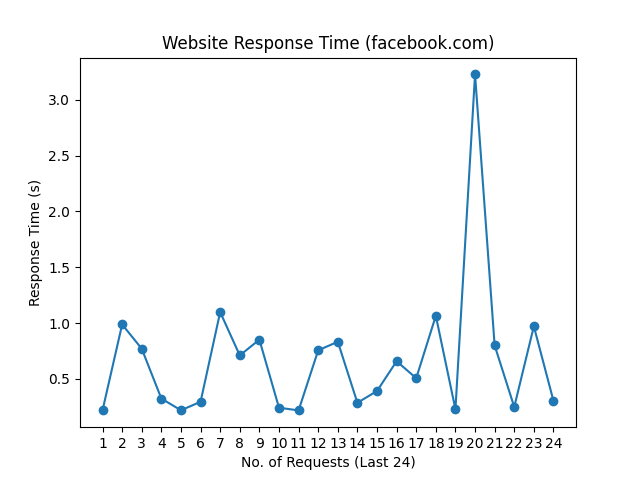 Website Response Time (facebook.com)
3.0
2.5
2.0
1.5
1.0
0.5
Response Time (s)
1 2 3 4 5 6 7 8 9 10 11 12 13 14 15 16 17 18 19 20 21 22 23 24
No. of Requests (Last 24)